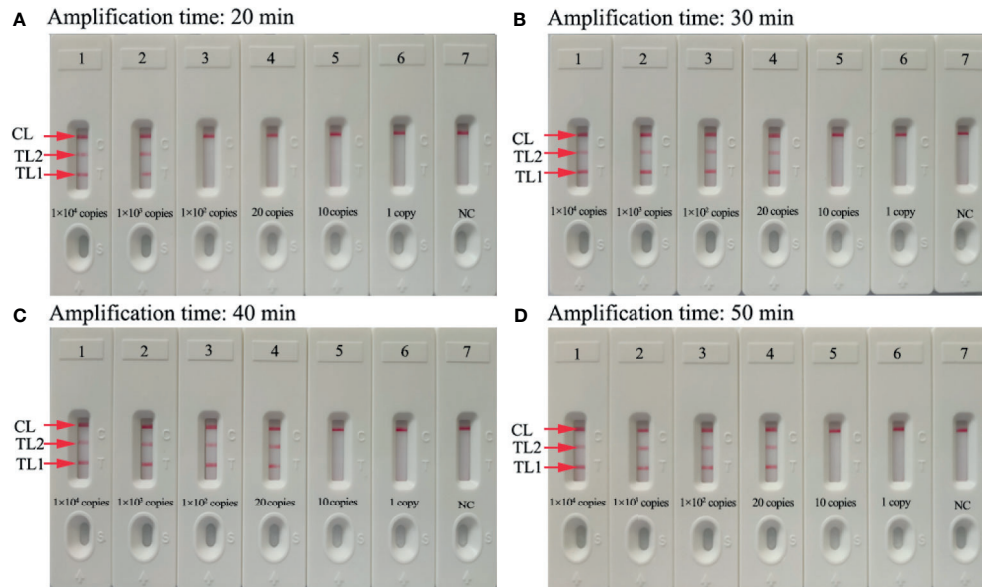 A Amplification time: 20 min
1 2 3 4 5 6 7
CL
TL2
TL1
C C C C C C
T T T T T T
1×10⁴ copies 1×10³ copies 1×10² copies 20 copies 10 copies 1 copy NC
S S S S S S
B Amplification time: 30 min
1 2 3 4 5 6 7
CL
TL2
TL1
C C C C C C
T T T T T T
1×10⁴ copies 1×10³ copies 1×10² copies 20 copies 10 copies 1 copy NC
S S S S S S
C Amplification time: 40 min
1 2 3 4 5 6 7
CL
TL2
TL1
C C C C C C
T T T T T T
1×10⁴ copies 1×10³ copies 1×10² copies 20 copies 10 copies 1 copy NC
S S S S S S
D Amplification time: 50 min
1 2 3 4 5 6 7
CL
TL2
TL1
C C C C C C
T T T T T T
1×10⁴ copies 1×10³ copies 1×10² copies 20 copies 10 copies 1 copy NC
S S S S S S